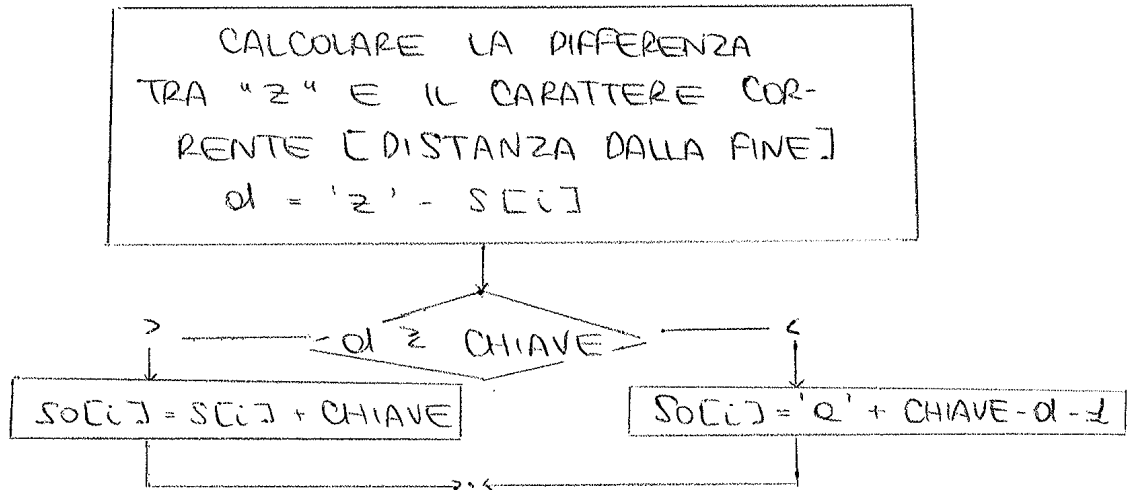 CALCOLARE LA DIFFERENZA
TRA "Z" E IL CARATTERE COR-
RENTE [DISTANZA DALLA FINE]
d = 'z' - S[i]
> d ≷ CHIAVE <
SO[i] = S[i] + CHIAVE
SO[i] = 'a' + CHIAVE - d - 1